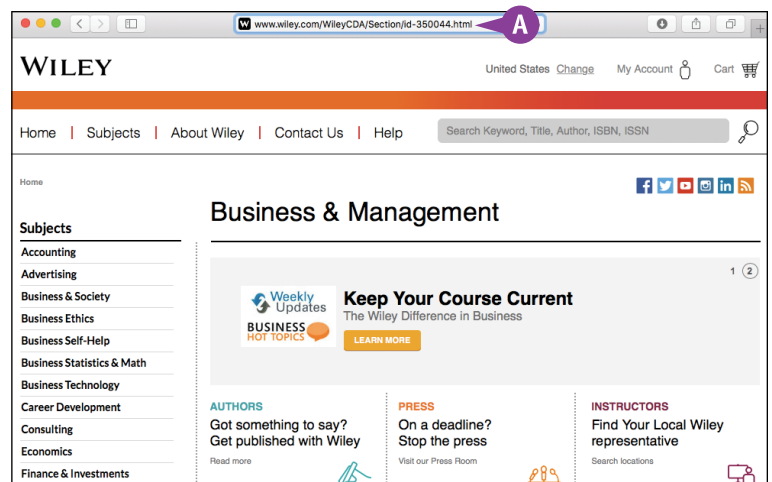 www.wiley.com/WileyCDA/Section/id-350044.html
A
WILEY
United States Change My Account Cart
Home | Subjects | About Wiley | Contact Us | Help
Search Keyword, Title, Author, ISBN, ISSN
Home
Business & Management
Subjects
Accounting
Advertising
Business & Society
Business Ethics
Business Self-Help
Business Statistics & Math
Business Technology
Career Development
Consulting
Economics
Finance & Investments
1 2
Weekly
Updates
BUSINESS
HOT TOPICS
Keep Your Course Current
The Wiley Difference in Business
LEARN MORE
AUTHORS
Got something to say?
Get published with Wiley
Read more
PRESS
On a deadline?
Stop the press
Visit our Press Room
INSTRUCTORS
Find Your Local Wiley
representative
Search locations